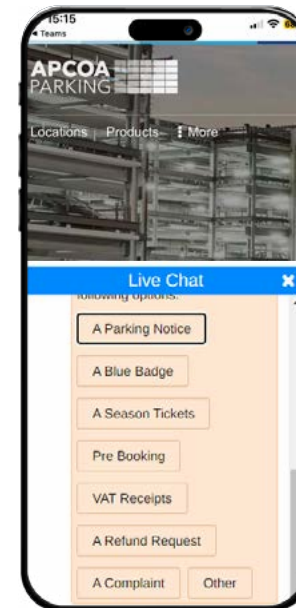 15:15
Teams
APCOA
PARKING
Locations Products More
Live Chat
following options:
A Parking Notice
A Blue Badge
A Season Tickets
Pre Booking
VAT Receipts
A Refund Request
A Complaint Other